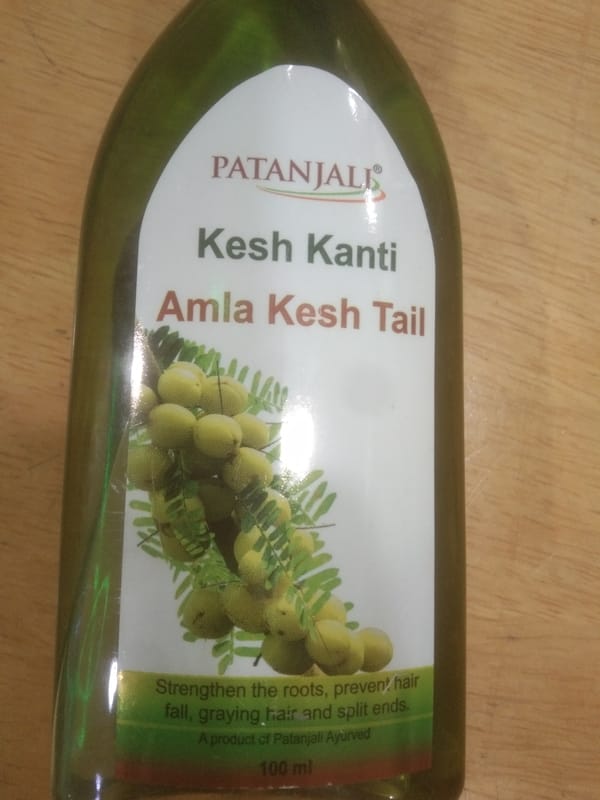 PATANJALI®
Kesh Kanti
Amla Kesh Tail
Strengthen the roots, prevent hair
fall, graying hair and split ends.
A product of Patanjali Ayurved
100 ml